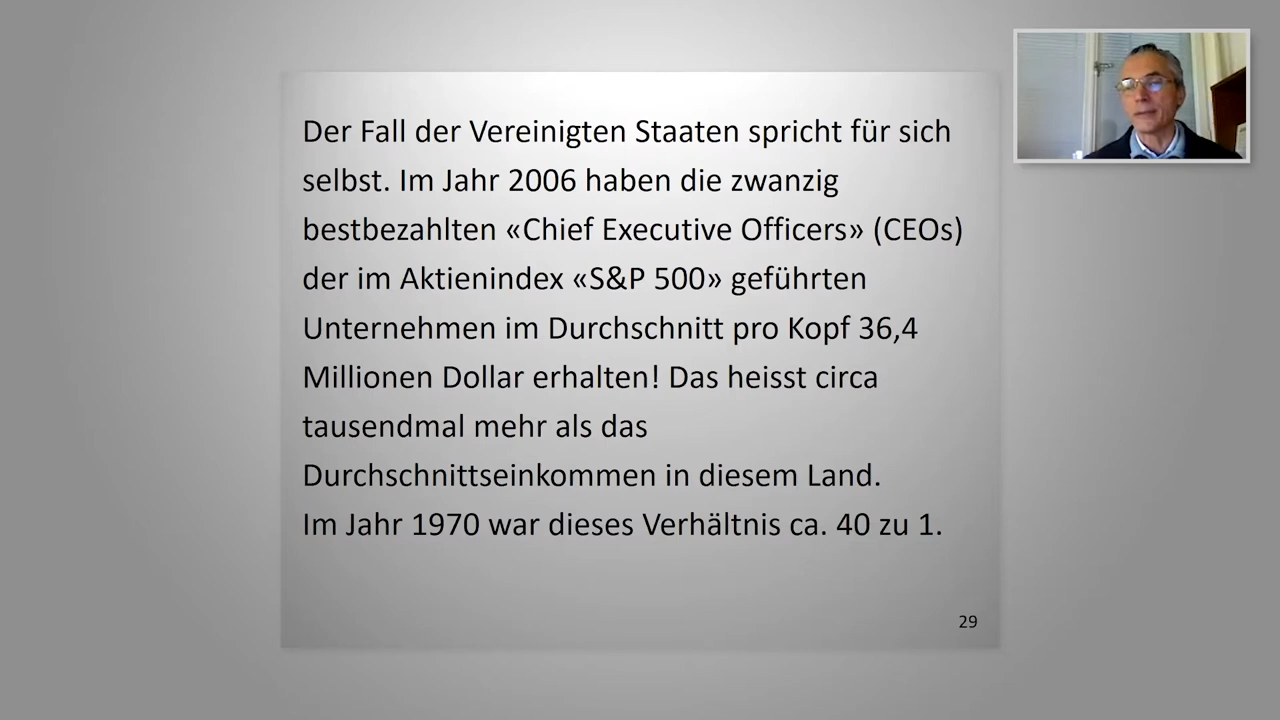 Der Fall der Vereinigten Staaten spricht für sich
selbst. Im Jahr 2006 haben die zwanzig
bestbezahlten «Chief Executive Officers» (CEOs)
der im Aktienindex «S&P 500» geführten
Unternehmen im Durchschnitt pro Kopf 36,4
Millionen Dollar erhalten! Das heisst circa
tausendmal mehr als das
Durchschnittseinkommen in diesem Land.
Im Jahr 1970 war dieses Verhältnis ca. 40 zu 1.
29